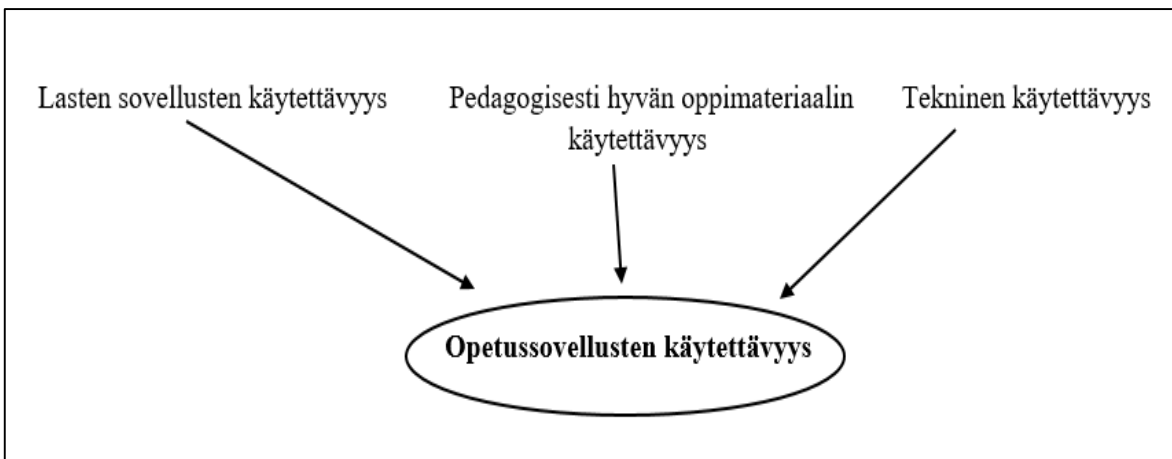 Lasten sovellusten käytettävyys
Pedagogisesti hyvän oppimateriaalin
käytettävyys
Tekninen käytettävyys
Opetussovellusten käytettävyys